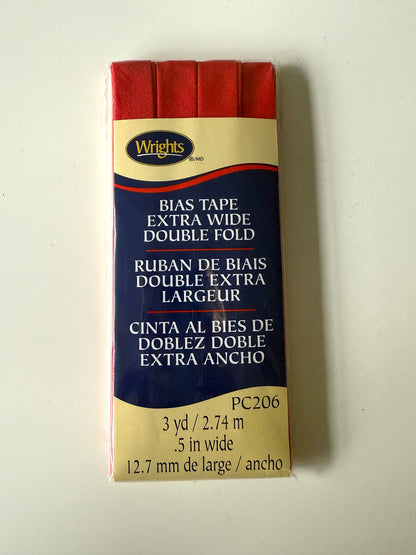 Wrights
®/MD
BIAS TAPE
EXTRA WIDE
DOUBLE FOLD
RUBAN DE BIAIS
DOUBLE EXTRA
LARGEUR
CINTA AL BIES DE
DOBLEZ DOBLE
EXTRA ANCHO
PC206
3 yd / 2.74 m
.5 in wide
12.7 mm de large / ancho